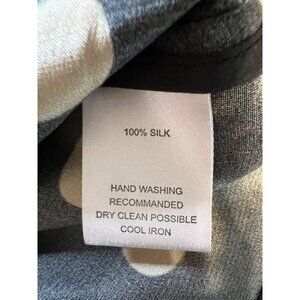 100% SILK
HAND WASHING
RECOMMANDED
DRY CLEAN POSSIBLE
COOL IRON